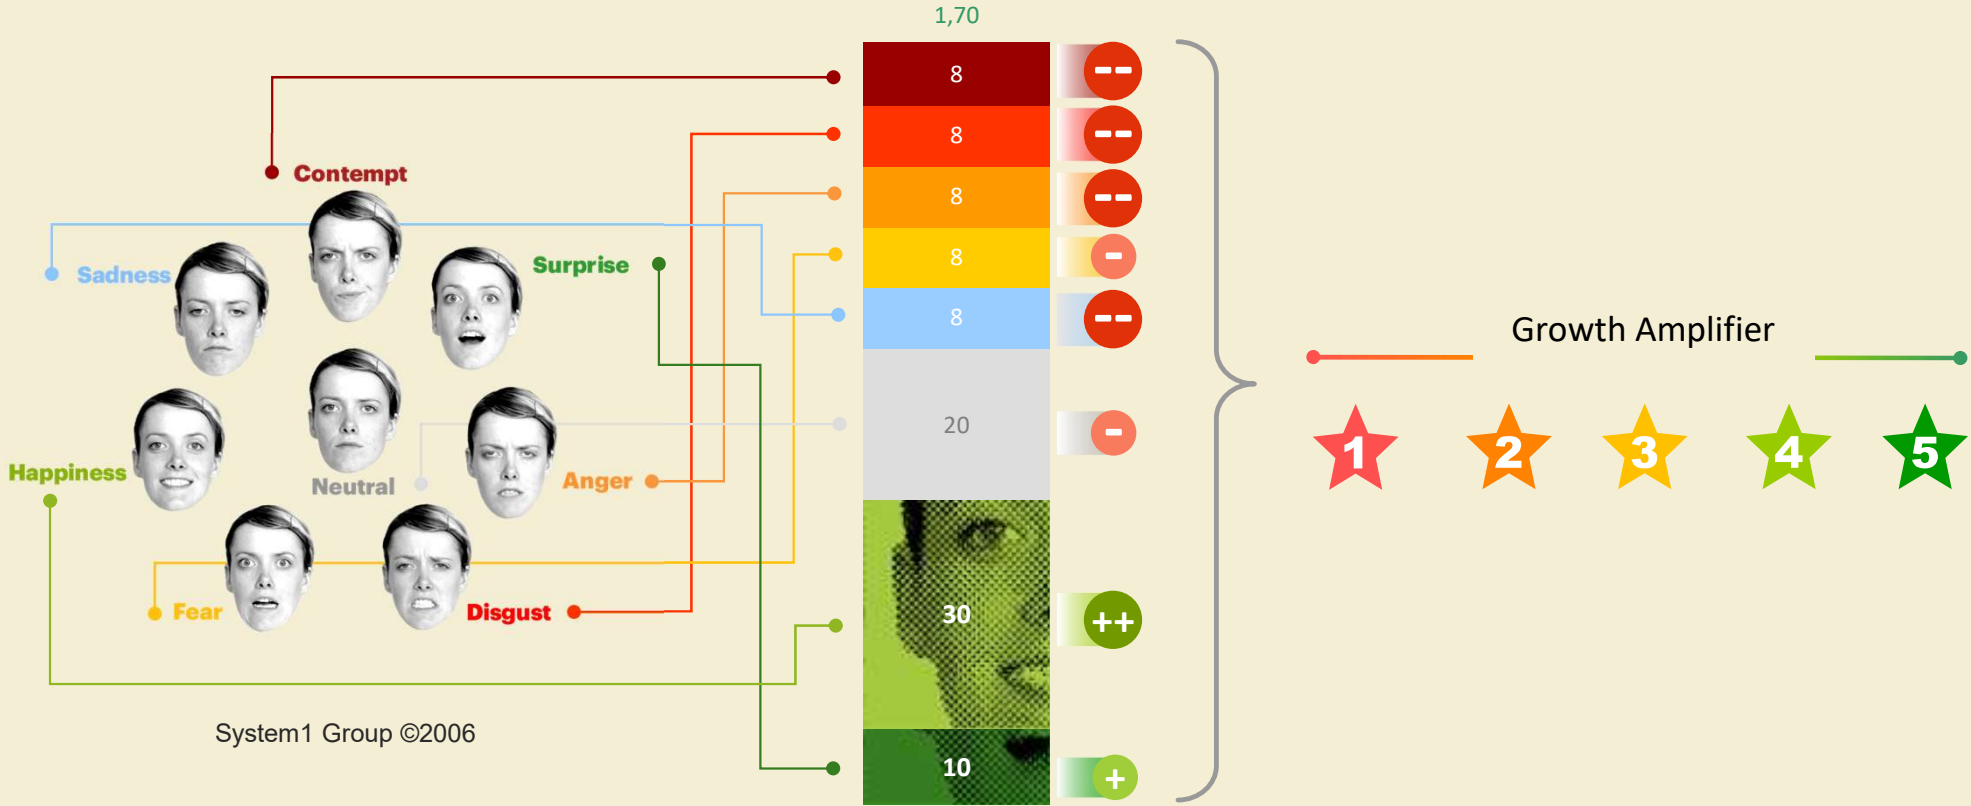 1,70
8
--
8
--
Contempt
8
--
Sadness
Surprise
8
-
8
--
Growth Amplifier
20
-
1
2
3
4
5
Happiness
Neutral
Anger
Fear
Disgust
30
++
System1 Group ©2006
10
+